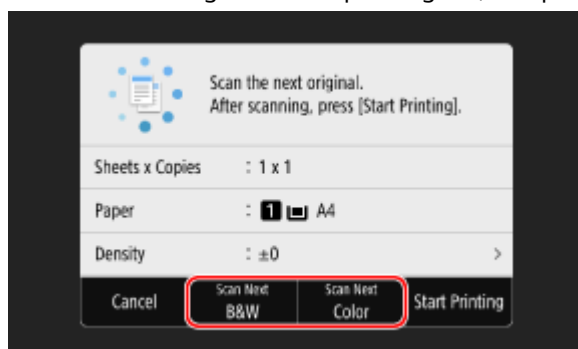 Scan the next original.
After scanning, press [Start Printing].
Sheets x Copies : 1 x 1
Paper : 1 A4
Density : ±0 >
Cancel
Scan Next
B&W
Scan Next
Color
Start Printing